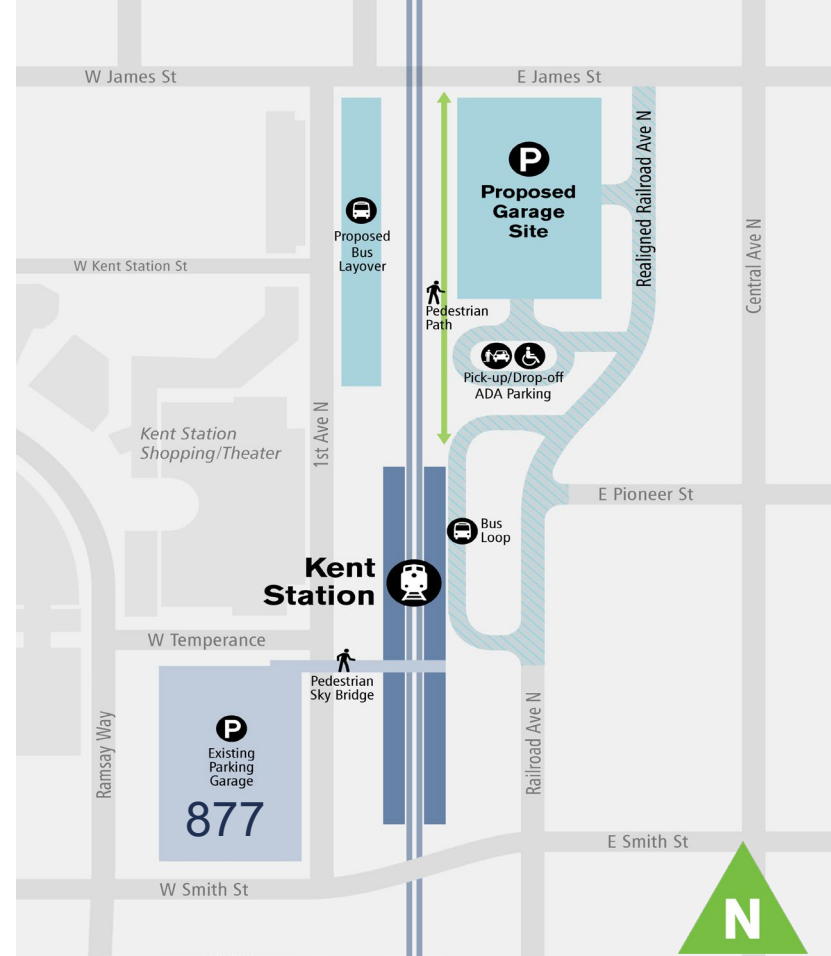 W James St
E James St
P
Proposed
Garage
Site
Realigned Railroad Ave N
Central Ave N
Proposed
Bus
Layover
W Kent Station St
Pedestrian
Path
Pick-up/Drop-off
ADA Parking
1st Ave N
Kent Station
Shopping/Theater
E Pioneer St
Bus
Loop
Kent
Station
W Temperance
Pedestrian
Sky Bridge
Ramsay Way
P
Existing
Parking
Garage
877
Railroad Ave N
E Smith St
W Smith St
N